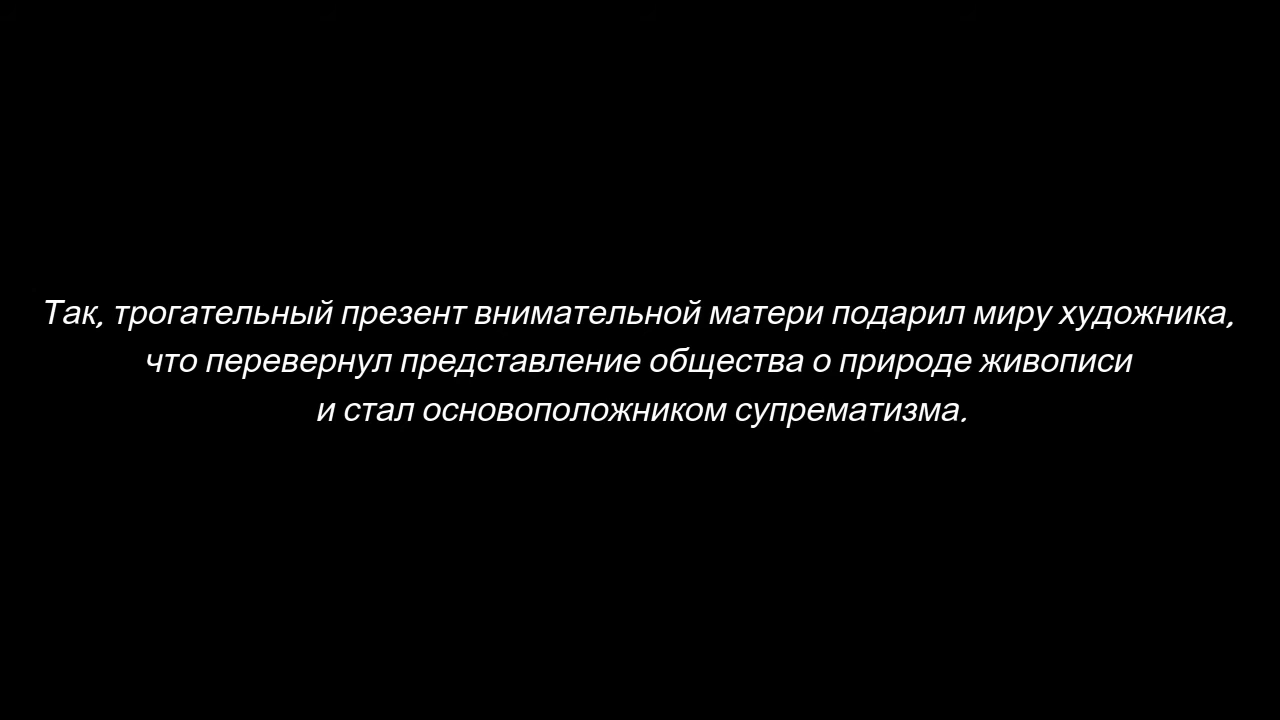 Так, трогательный презент внимательной матери подарил миру художника,
что перевернул представление общества о природе живописи
и стал основоположником супрематизма.